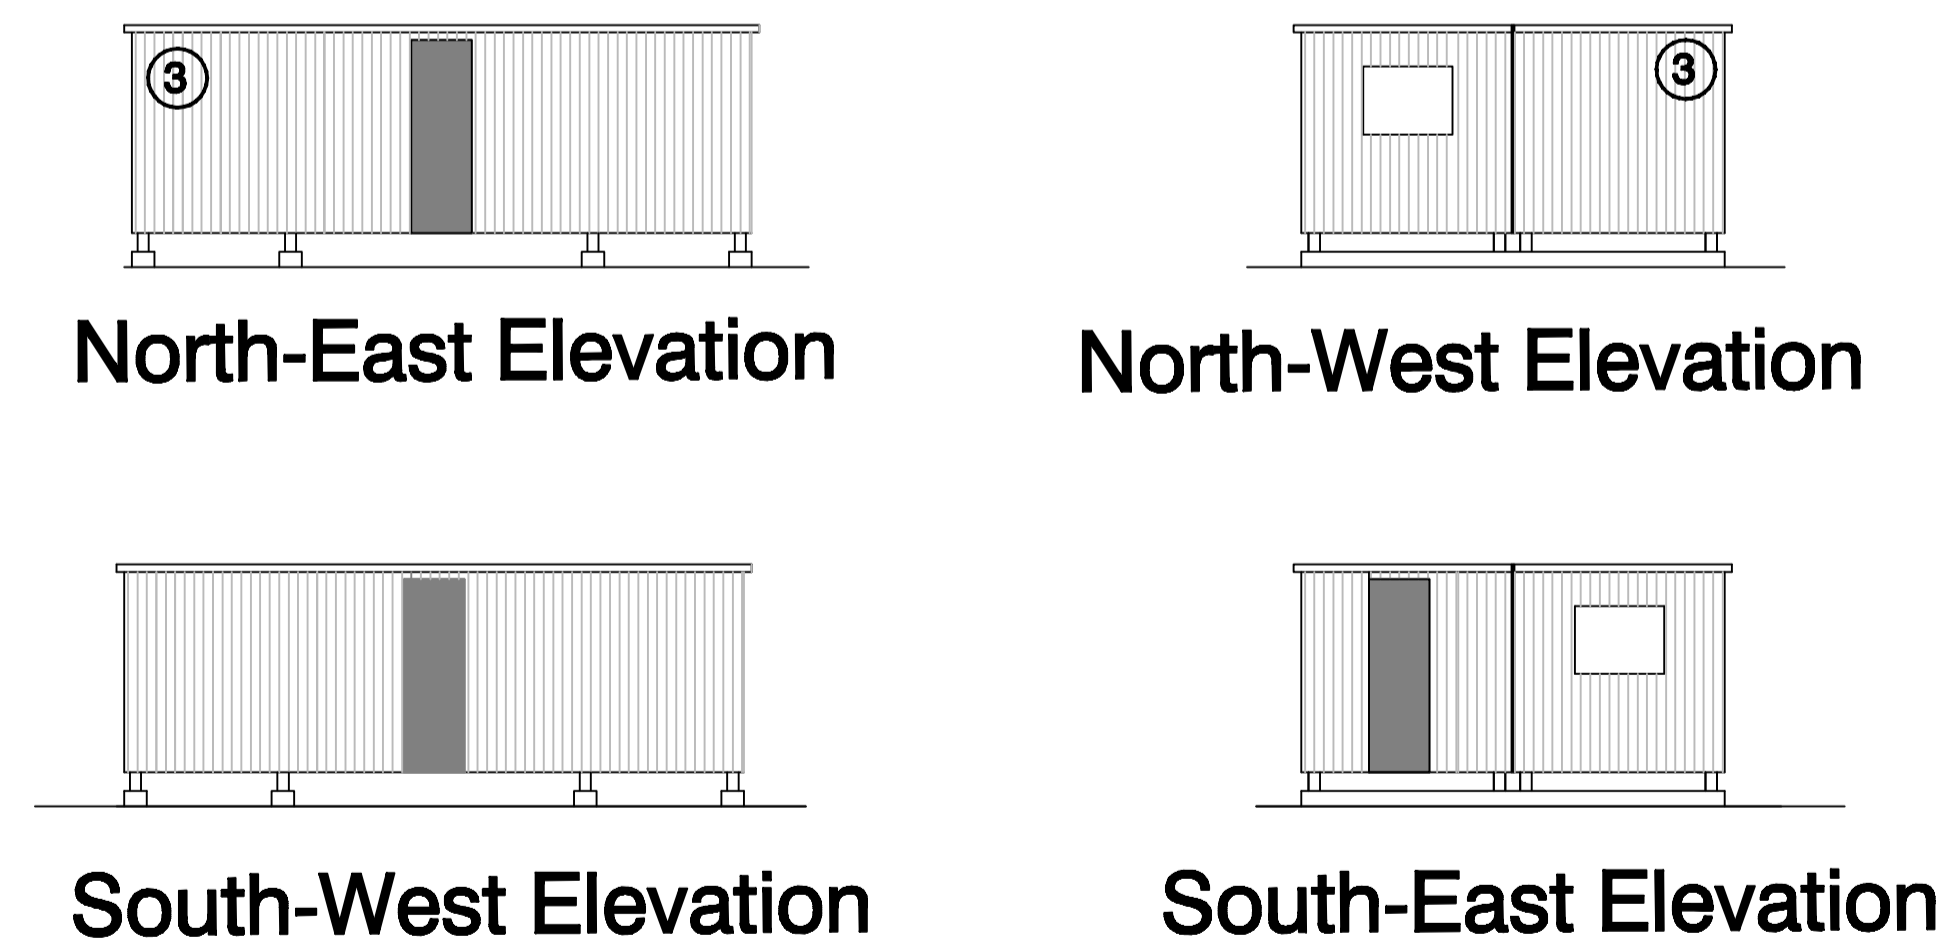 3
3
North-East Elevation
North-West Elevation
South-West Elevation
South-East Elevation